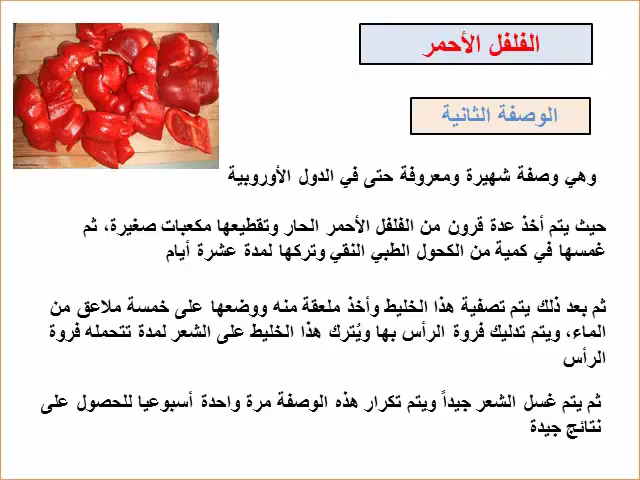 الفلفل الأحمر
الوصفة الثانية
وهي وصفة شهيرة ومعروفة حتى في الدول الأوروبية
حيث يتم أخذ عدة قرون من الفلفل الأحمر الحار وتقطيعها مكعبات صغيرة، ثم
غمسها في كمية من الكحول الطبي النقي وتركها لمدة عشرة أيام
ثم بعد ذلك يتم تصفية هذا الخليط وأخذ ملعقة منه ووضعها على خمسة ملاعق من
الماء، ويتم تدليك فروة الرأس بها ويُترك هذا الخليط على الشعر لمدة تتحمله فروة
الرأس
ثم يتم غسل الشعر جيداً ويتم تكرار هذه الوصفة مرة واحدة أسبوعيا للحصول على
نتائج جيدة